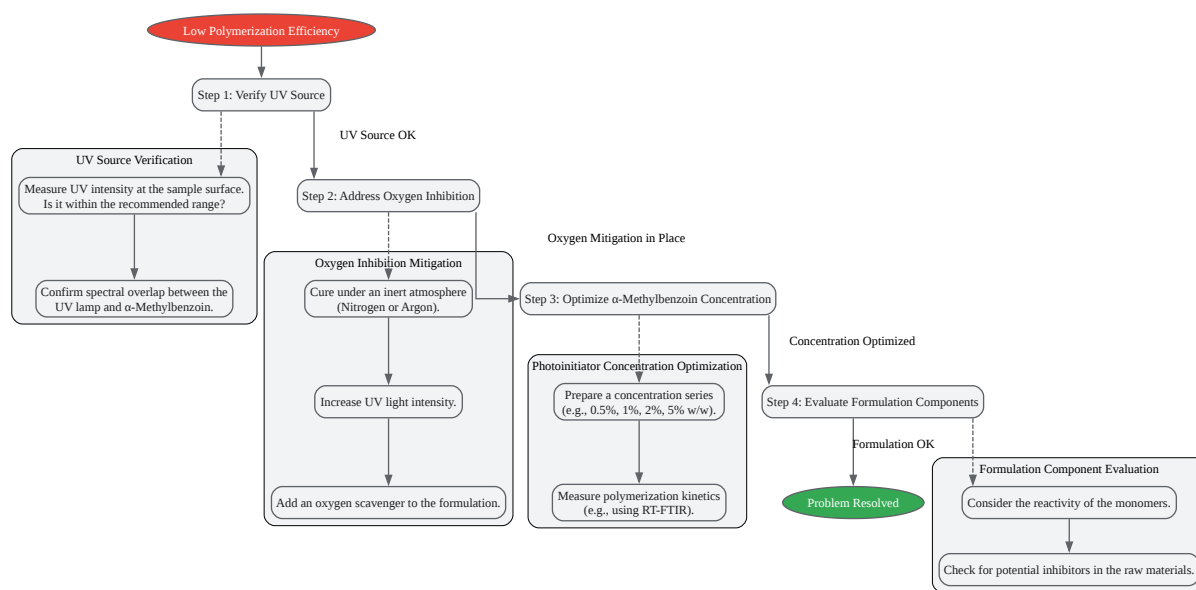 Low Polymerization Efficiency
Step 1: Verify UV Source
UV Source OK
UV Source Verification
Measure UV intensity at the sample surface.
Is it within the recommended range?
Confirm spectral overlap between the
UV lamp and α-Methylbenzoin.
Step 2: Address Oxygen Inhibition
Oxygen Mitigation in Place
Oxygen Inhibition Mitigation
Cure under an inert atmosphere
(Nitrogen or Argon).
Increase UV light intensity.
Add an oxygen scavenger to the formulation.
Step 3: Optimize α-Methylbenzoin Concentration
Concentration Optimized
Photoinitiator Concentration Optimization
Prepare a concentration series
(e.g., 0.5%, 1%, 2%, 5% w/w).
Measure polymerization kinetics
(e.g., using RT-FTIR).
Step 4: Evaluate Formulation Components
Formulation OK
Problem Resolved
Formulation Component Evaluation
Consider the reactivity of the monomers.
Check for potential inhibitors in the raw materials.